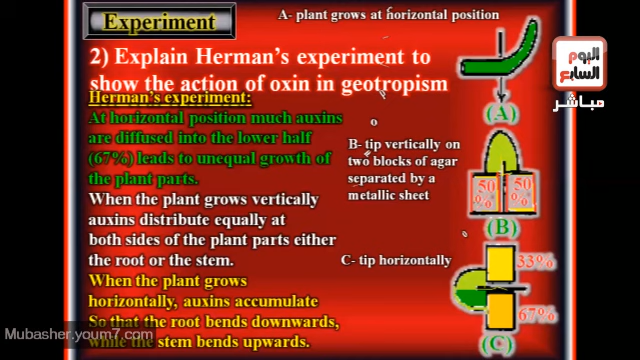 Experiment
A- plant grows at horizontal position
اليوم
السابع
مباشر
2) Explain Herman's experiment to
show the action of oxin in geotropism
Herman's experiment:
At horizontal position much auxins
are diffused into the lower half
(67%) leads to unequal growth of
the plant parts.
When the plant grows vertically
auxins distribute equally at
both sides of the plant parts either
the root or the stem.
When the plant grows
horizontally, auxins accumulate
So that the root bends downwards,
while the stem bends upwards.
(A)
B- tip vertically on
two blocks of agar
separated by a
metallic sheet
50
%
50
%
(B)
C- tip horizontally
33%
67%
(C)
Mubasher.youm7.com